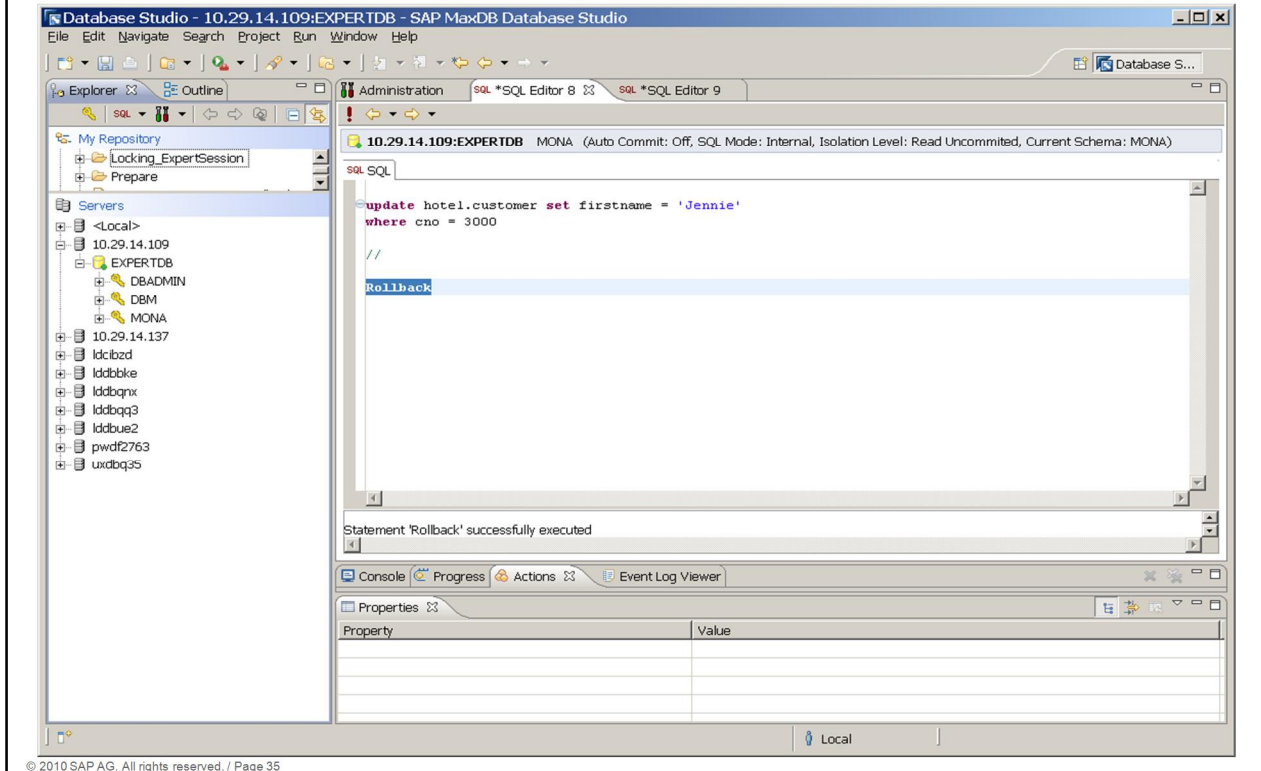 Database Studio - 10.29.14.109:EXPERTDB - SAP MaxDB Database Studio
File Edit Navigate Search Project Run Window Help
Database S...
Explorer Outline
Administration *SQL Editor 8 *SQL Editor 9
SQL
My Repository
Locking_ExpertSession
Prepare
Servers
<Local>
10.29.14.109
EXPERTDB
DBADMIN
DBM
MONA
10.29.14.137
ldcibzd
lddbbke
lddbqnx
lddbqq3
lddbue2
pwdf2763
uxdbq35
10.29.14.109:EXPERTDB MONA (Auto Commit: Off, SQL Mode: Internal, Isolation Level: Read Uncommited, Current Schema: MONA)
SQL SQL
update hotel.customer set firstname = 'Jennie'
where cno = 3000
//
Rollback
Statement 'Rollback' successfully executed
Console Progress Actions Event Log Viewer
Properties
Property Value
Local
© 2010 SAP AG. All rights reserved. / Page 35